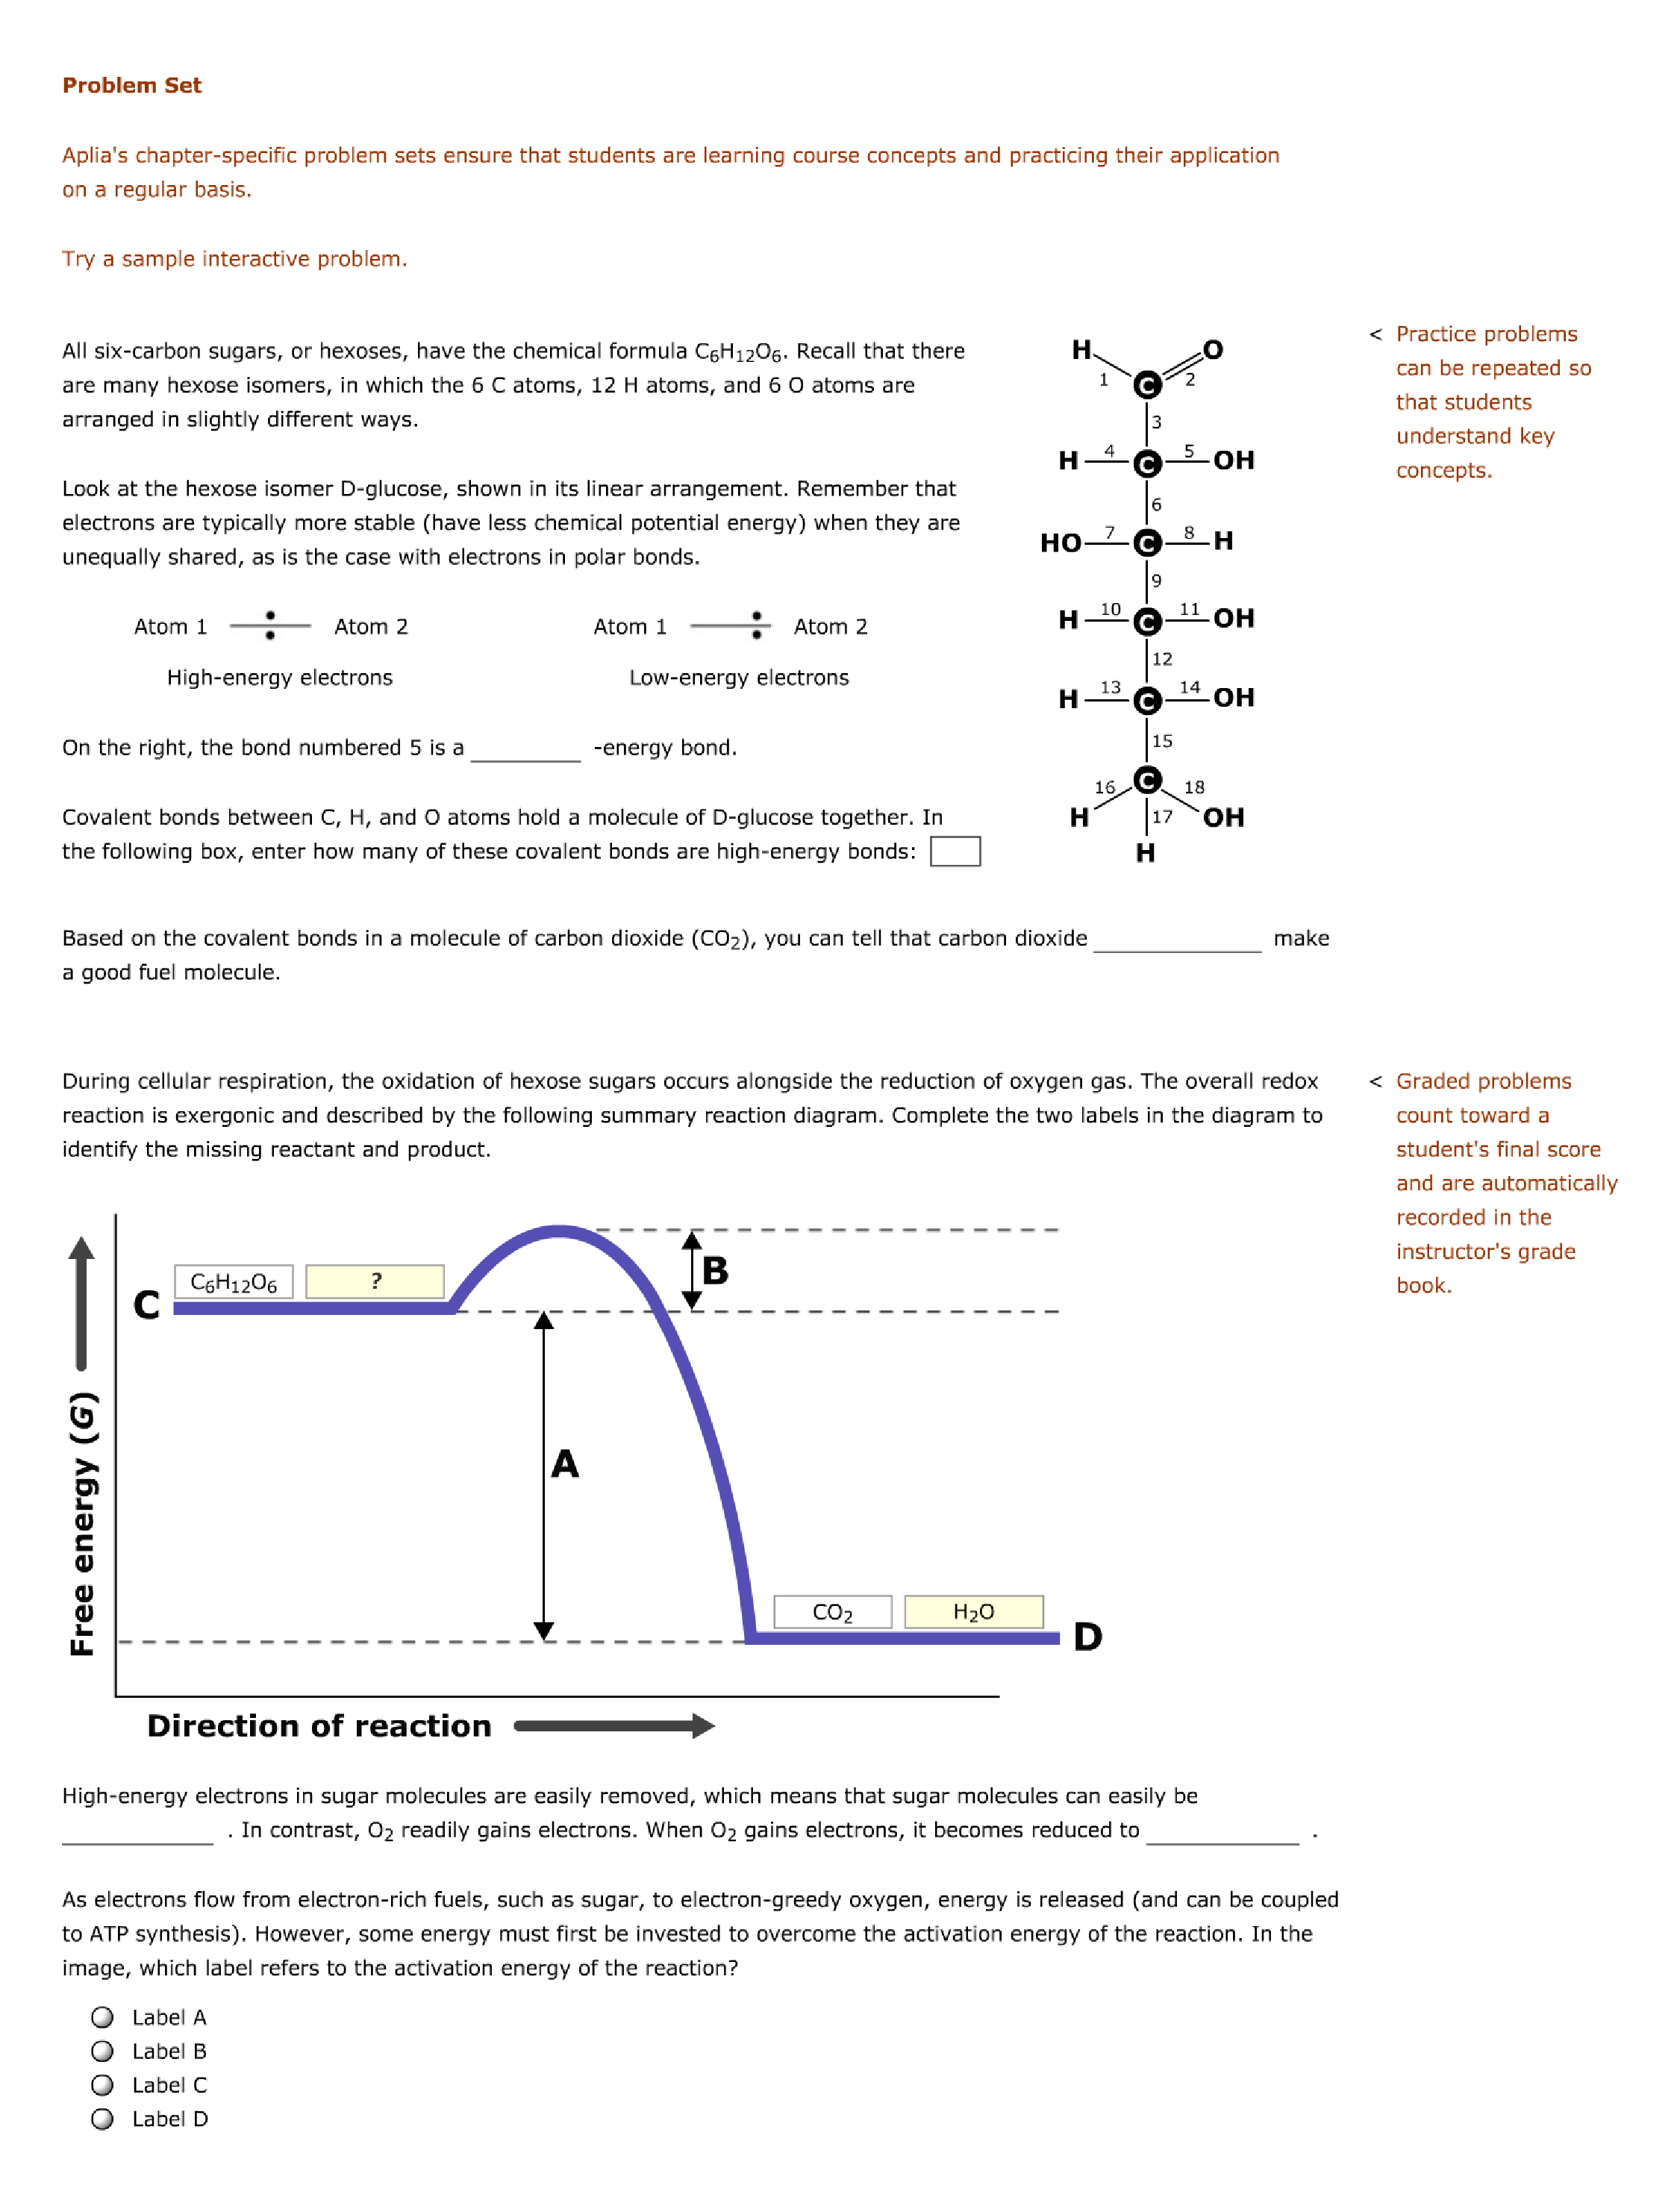 Problem Set
Aplia's chapter-specific problem sets ensure that students are learning course concepts and practicing their application
on a regular basis.
Try a sample interactive problem.
All six-carbon sugars, or hexoses, have the chemical formula C6H12O6. Recall that there
are many hexose isomers, in which the 6 C atoms, 12 H atoms, and 6 O atoms are
arranged in slightly different ways.
Look at the hexose isomer D-glucose, shown in its linear arrangement. Remember that
electrons are typically more stable (have less chemical potential energy) when they are
unequally shared, as is the case with electrons in polar bonds.
Atom 1 Atom 2 Atom 1 Atom 2
High-energy electrons Low-energy electrons
On the right, the bond numbered 5 is a ________ -energy bond.
Covalent bonds between C, H, and O atoms hold a molecule of D-glucose together. In
the following box, enter how many of these covalent bonds are high-energy bonds:
H O
1 C 2
3
H 4 C 5 OH
6
HO 7 C 8 H
9
H 10 C 11 OH
12
H 13 C 14 OH
15
16 C 18
H 17 OH
H
< Practice problems
can be repeated so
that students
understand key
concepts.
Based on the covalent bonds in a molecule of carbon dioxide (CO2), you can tell that carbon dioxide ____________ make
a good fuel molecule.
During cellular respiration, the oxidation of hexose sugars occurs alongside the reduction of oxygen gas. The overall redox
reaction is exergonic and described by the following summary reaction diagram. Complete the two labels in the diagram to
identify the missing reactant and product.
< Graded problems
count toward a
student's final score
and are automatically
recorded in the
instructor's grade
book.
C C6H12O6 ?
B
A
CO2 H2O D
Free energy (G)
Direction of reaction
High-energy electrons in sugar molecules are easily removed, which means that sugar molecules can easily be
___________ . In contrast, O2 readily gains electrons. When O2 gains electrons, it becomes reduced to ___________ .
As electrons flow from electron-rich fuels, such as sugar, to electron-greedy oxygen, energy is released (and can be coupled
to ATP synthesis). However, some energy must first be invested to overcome the activation energy of the reaction. In the
image, which label refers to the activation energy of the reaction?
Label A
Label B
Label C
Label D